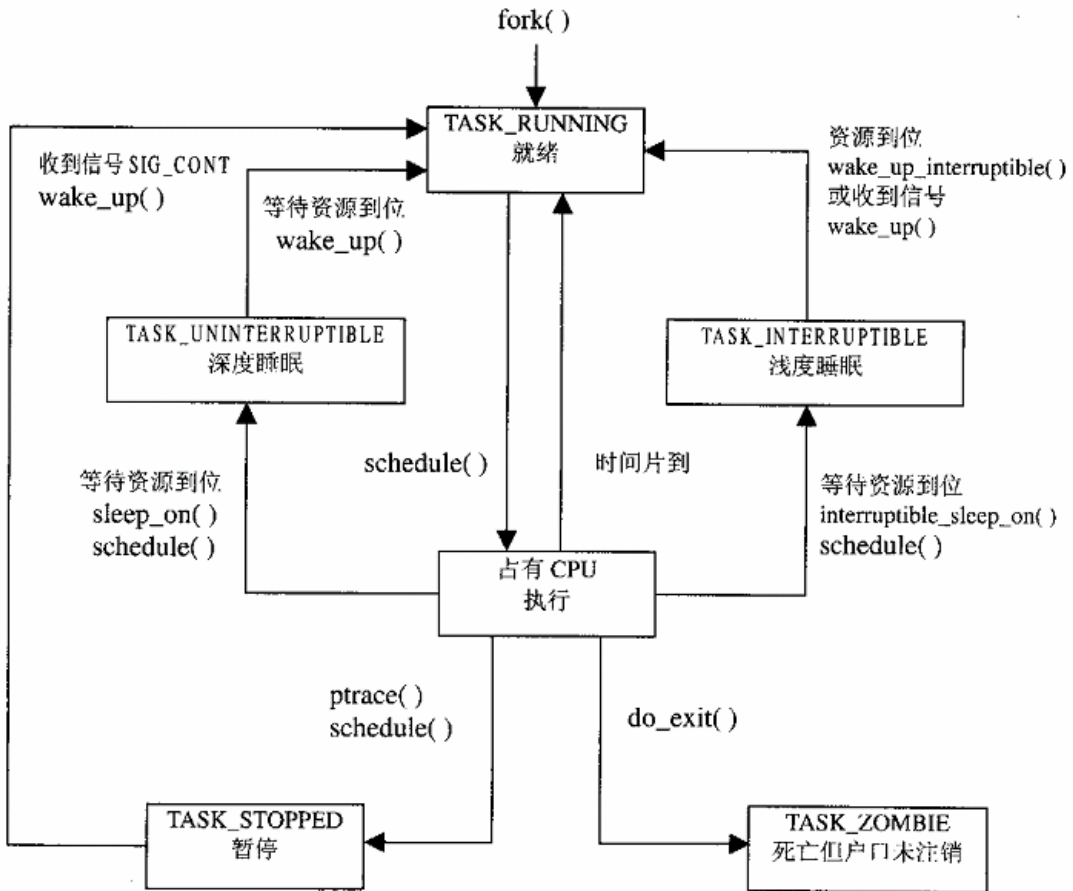 fork( )
TASK_RUNNING
就绪
收到信号 SIG_CONT
wake_up( )
等待资源到位
wake_up( )
资源到位
wake_up_interruptible( )
或收到信号
wake_up( )
TASK_UNINTERRUPTIBLE
深度睡眠
TASK_INTERRUPTIBLE
浅度睡眠
schedule( )
时间片到
等待资源到位
sleep_on( )
schedule( )
等待资源到位
interruptible_sleep_on( )
schedule( )
占有 CPU
执行
ptrace( )
schedule( )
do_exit( )
TASK_STOPPED
暂停
TASK_ZOMBIE
死亡但户口未注销